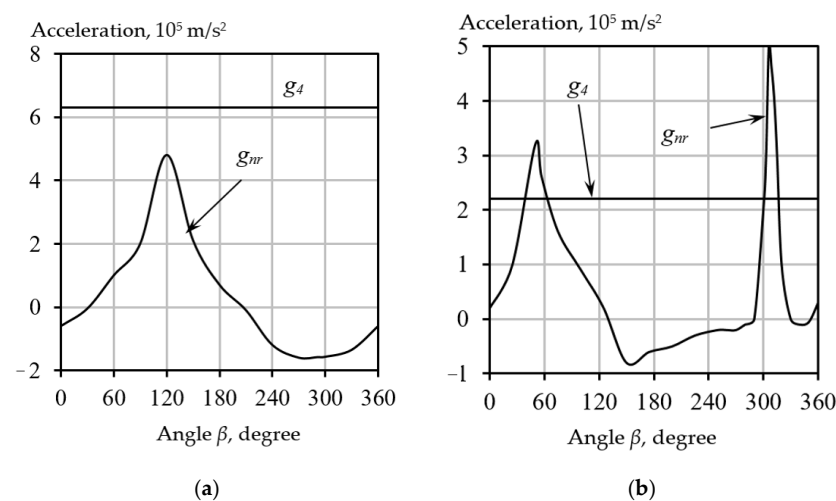 Acceleration, 10⁵ m/s²
8
6
4
2
0
−2
g₄
gₙᵣ
0 60 120 180 240 300 360
Angle β, degree
(a)
Acceleration, 10⁵ m/s²
5
4
3
2
1
0
−1
g₄
gₙᵣ
0 60 120 180 240 300 360
Angle β, degree
(b)